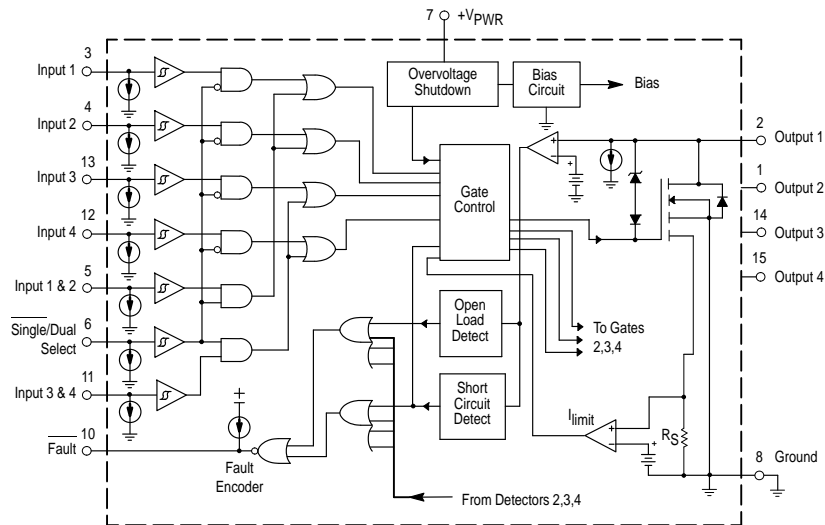 7 +VPWR
3
Input 1
Overvoltage
Shutdown
Bias
Circuit
Bias
4
Input 2
2
Output 1
13
Input 3
1
Output 2
Gate
Control
12
Input 4
14
Output 3
5
Input 1 & 2
15
Output 4
6
Single/Dual
Select
Open
Load
Detect
To Gates
2,3,4
11
Input 3 & 4
Short
Circuit
Detect
Ilimit
10
Fault
RS
8
Ground
Fault
Encoder
From Detectors 2,3,4